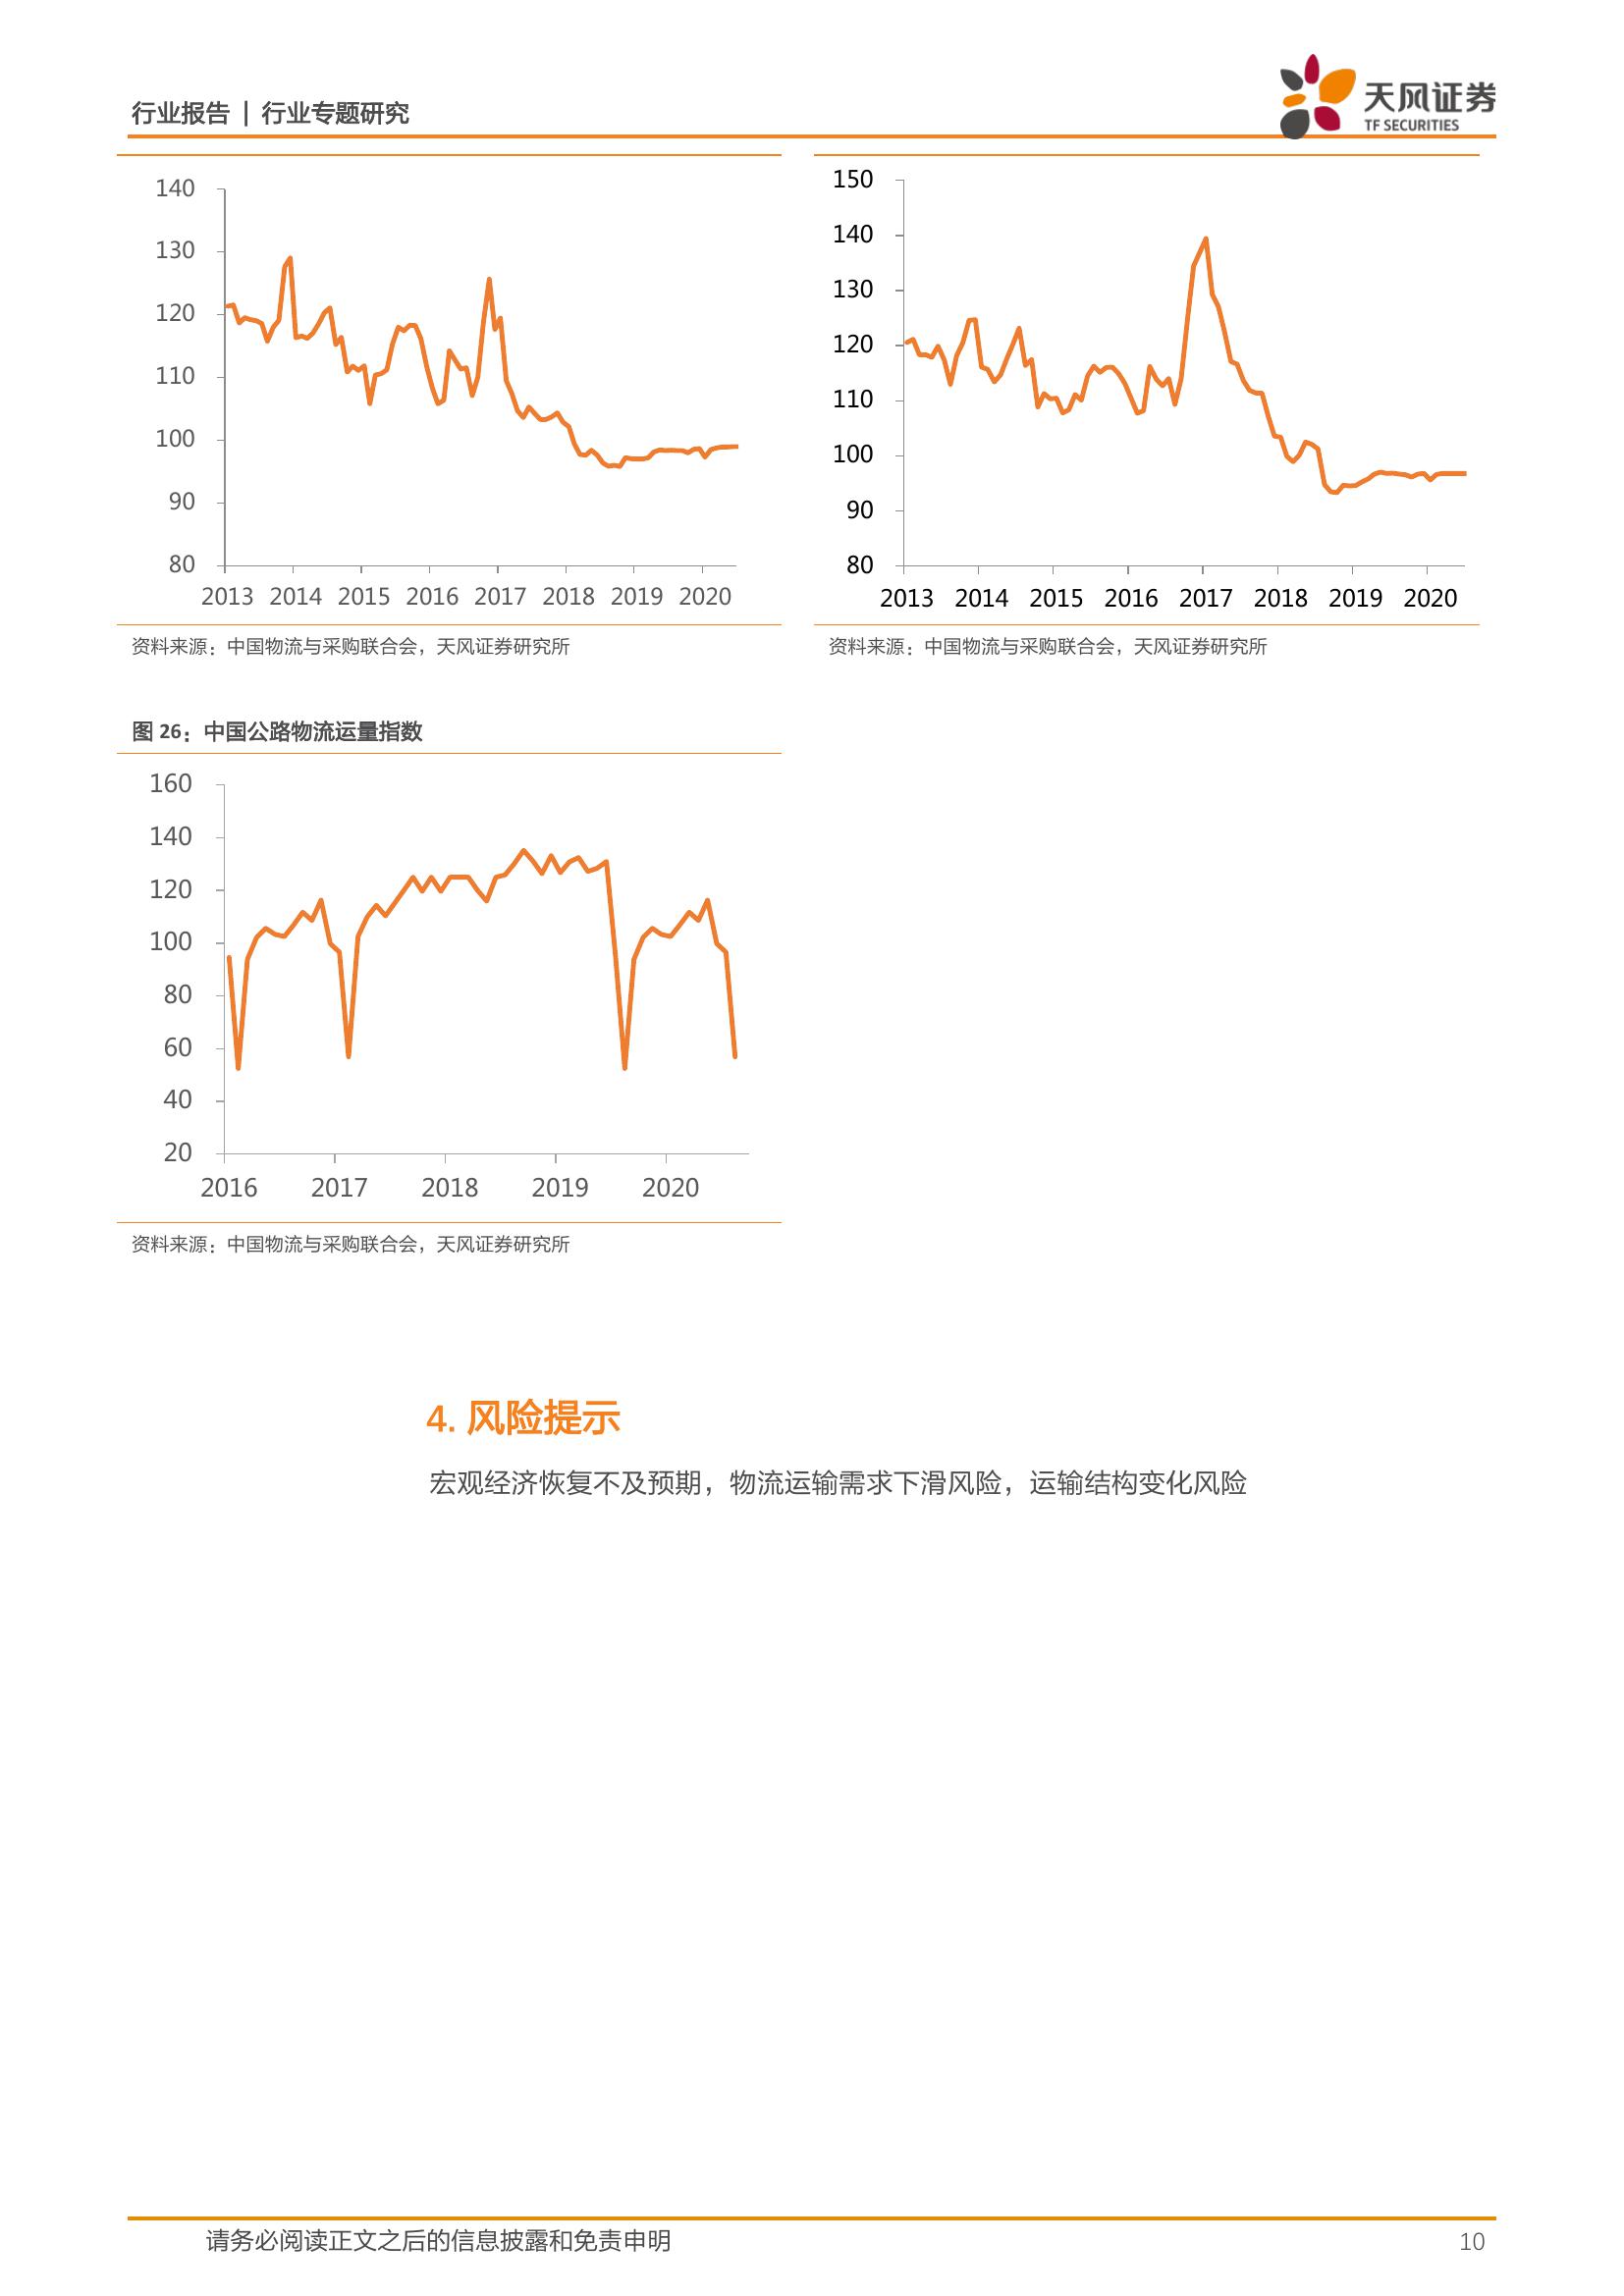 行业报告 | 行业专题研究
天风证券
TF SECURITIES
140
130
120
110
100
90
80
2013 2014 2015 2016 2017 2018 2019 2020
150
140
130
120
110
100
90
80
2013 2014 2015 2016 2017 2018 2019 2020
资料来源：中国物流与采购联合会，天风证券研究所
资料来源：中国物流与采购联合会，天风证券研究所
图 26：中国公路物流运量指数
160
140
120
100
80
60
40
20
2016 2017 2018 2019 2020
资料来源：中国物流与采购联合会，天风证券研究所
4. 风险提示
宏观经济恢复不及预期，物流运输需求下滑风险，运输结构变化风险
请务必阅读正文之后的信息披露和免责申明
10